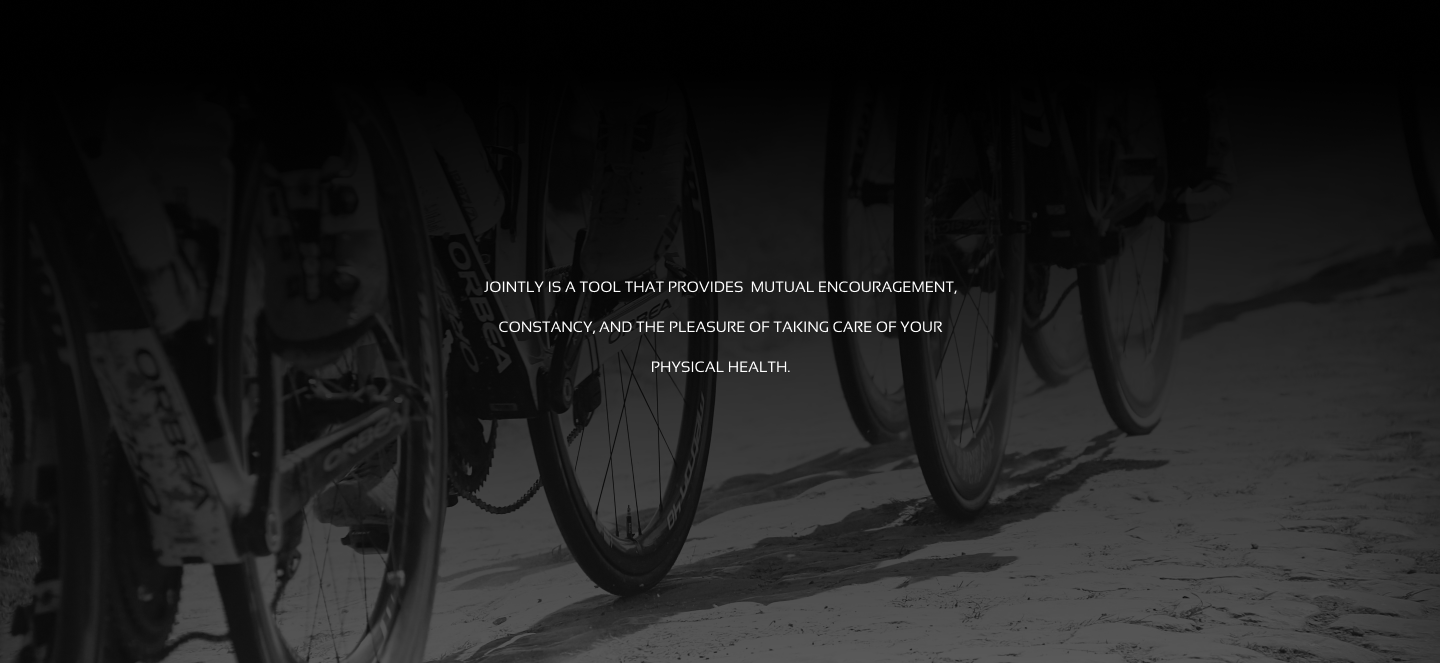 JOINTLY IS A TOOL THAT PROVIDES  MUTUAL ENCOURAGEMENT,
CONSTANCY, AND THE PLEASURE OF TAKING CARE OF YOUR
PHYSICAL HEALTH.
ORBEA
ORBEA
ORBEA
ORBEA